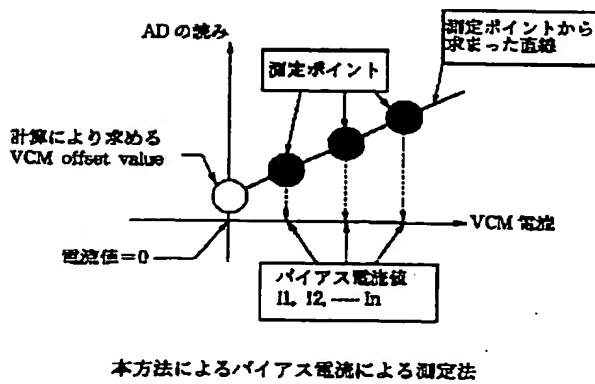 ADの読み
測定ポイントから
求まった直線
測定ポイント
計算により求める
VCM offset value
VCM 電流
電流値=0
バイアス電流値
I1, I2, ── In
本方法によるバイアス電流による測定法